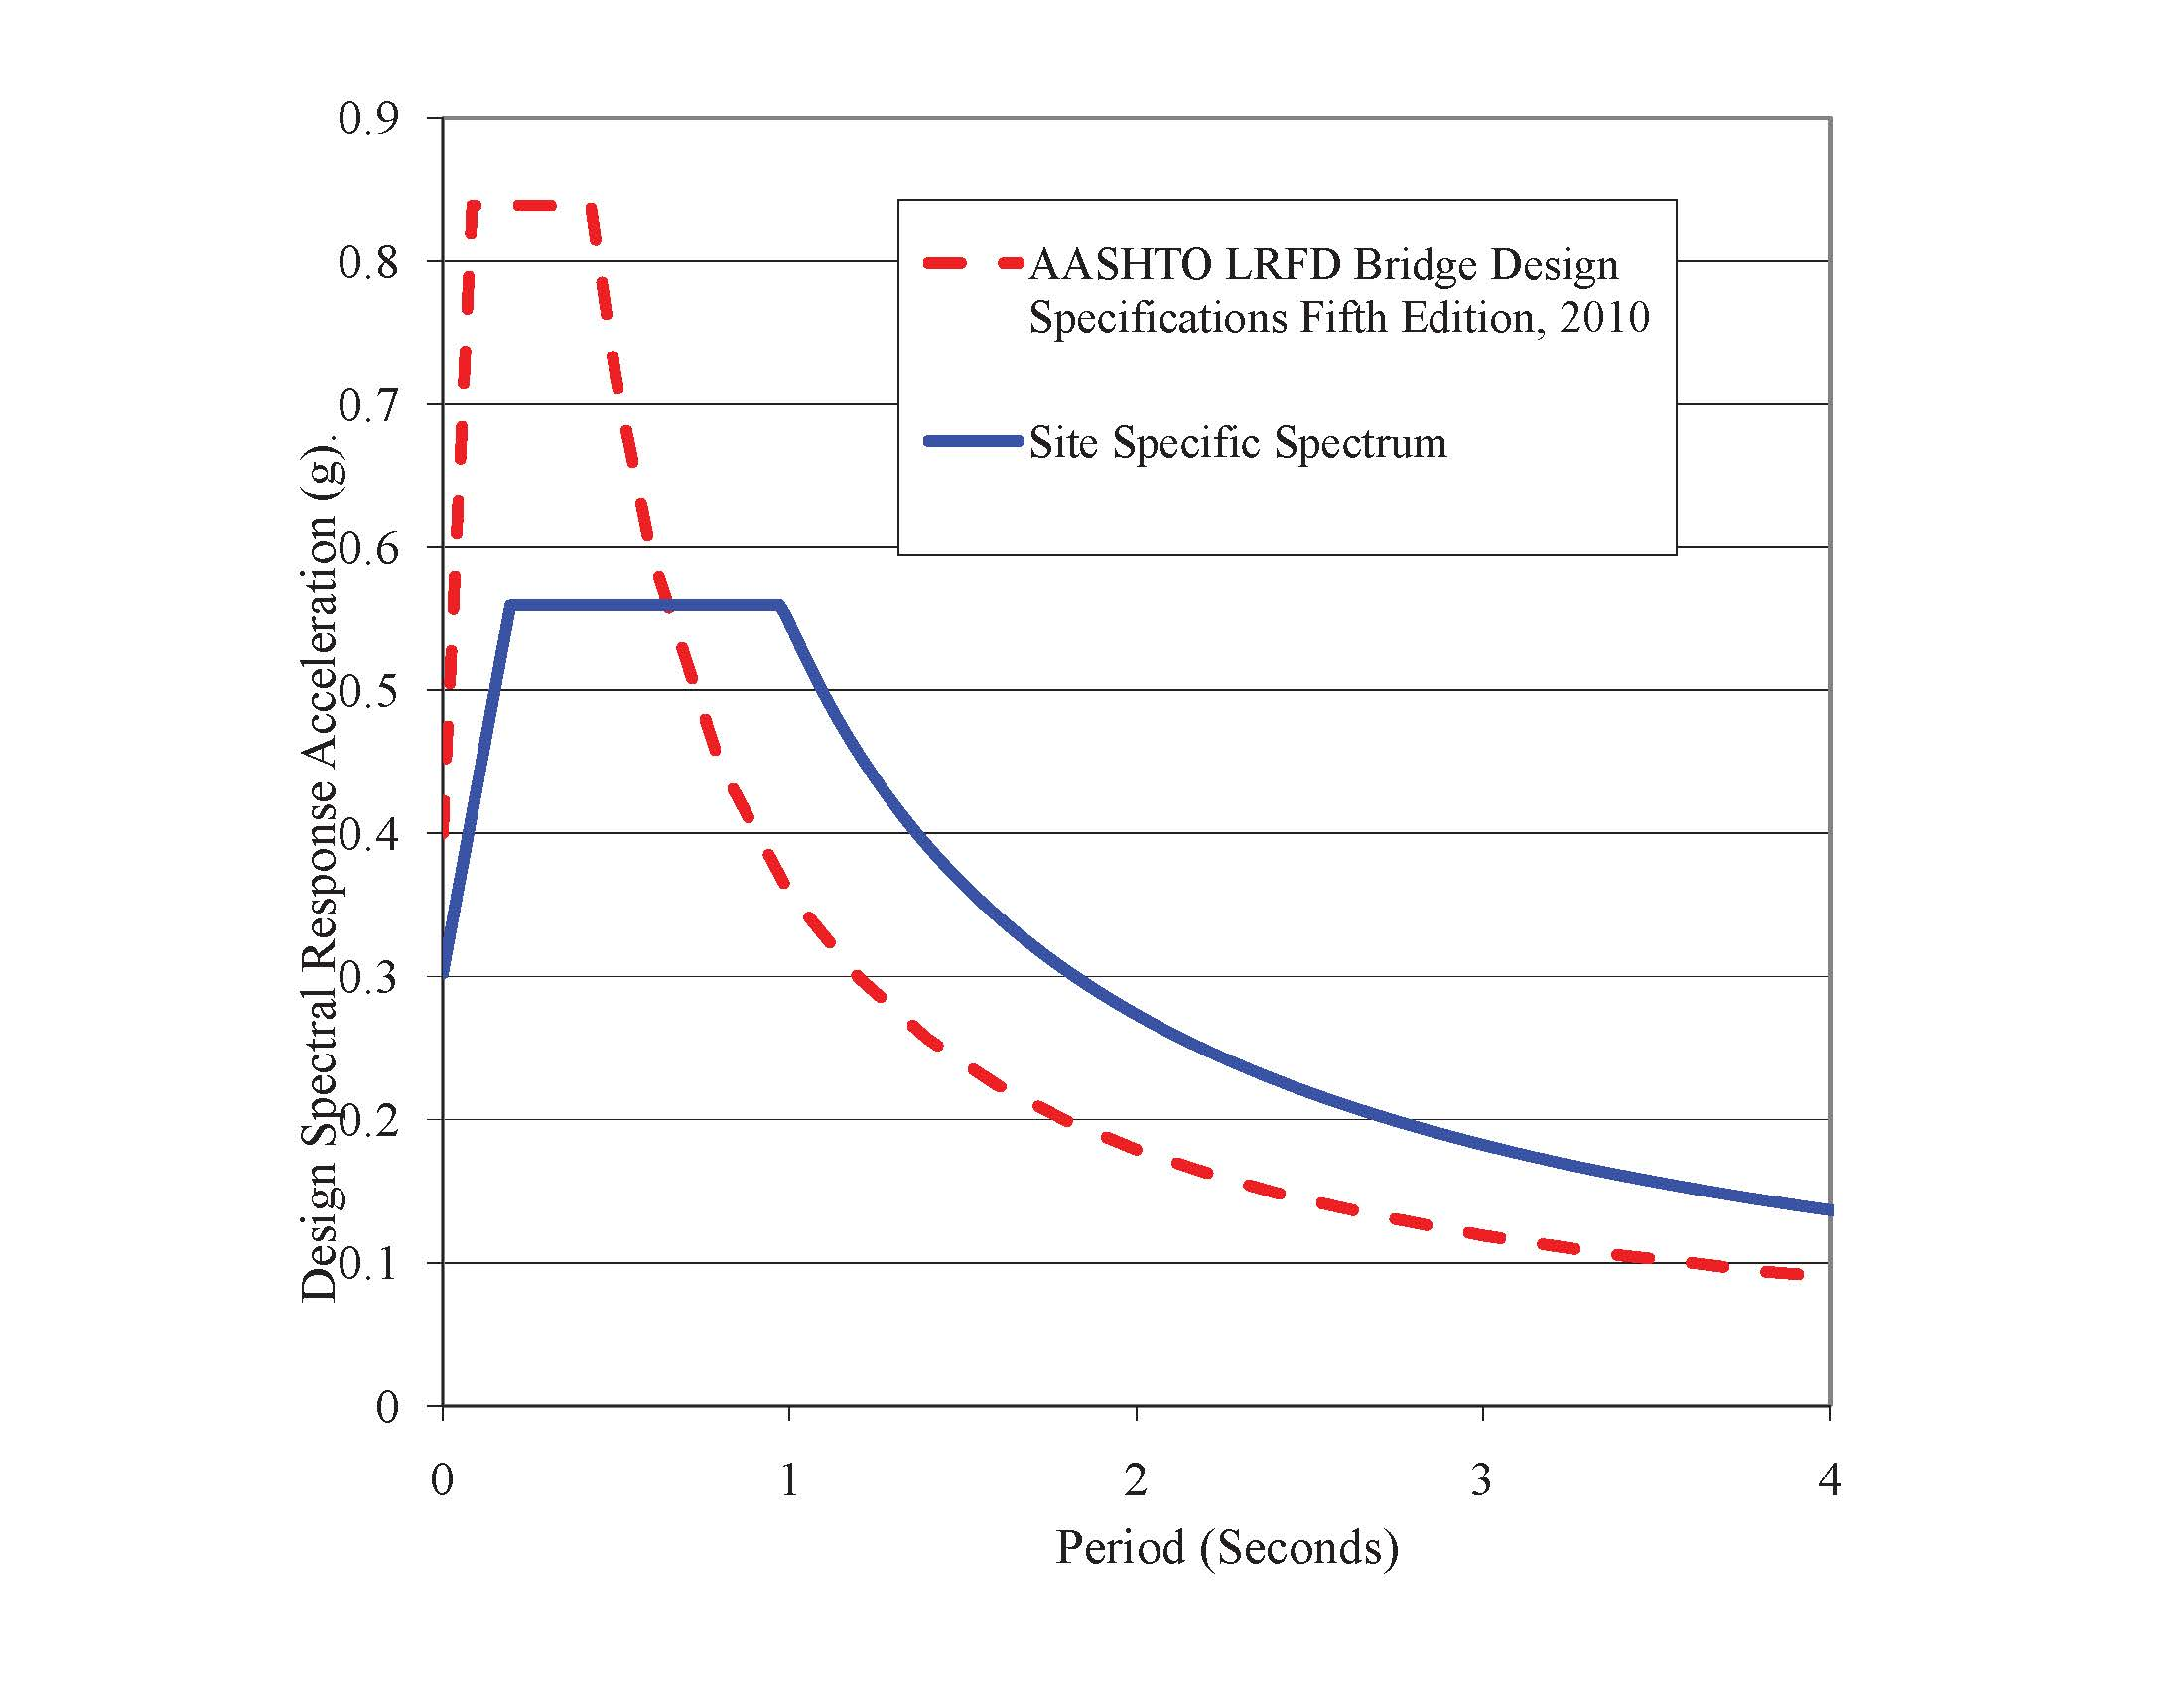 0.9
0.8
0.7
0.6
0.5
0.4
0.3
0.2
0.1
0
Design Spectral Response Acceleration (g).
AASHTO LRFD Bridge Design
Specifications Fifth Edition, 2010
Site Specific Spectrum
0 1 2 3 4
Period (Seconds)